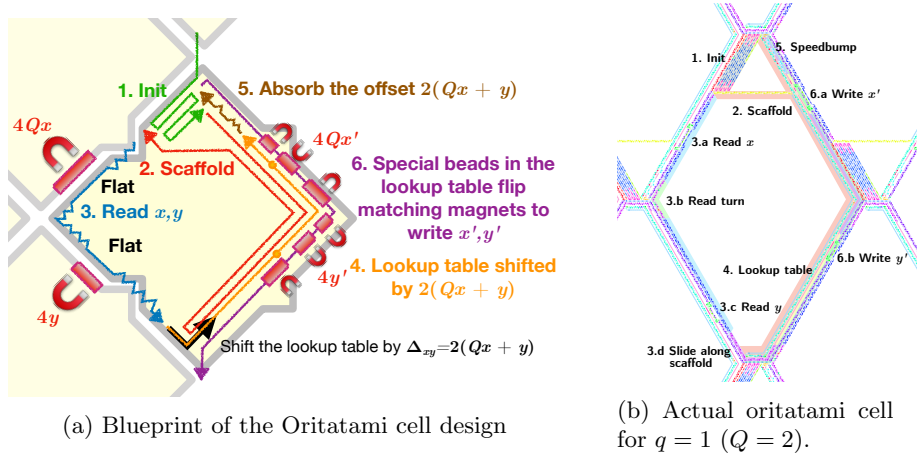 1. Init
5. Absorb the offset 2(Qx + y)
4Qx
4Qx′
2. Scaffold
Flat
3. Read x,y
Flat
6. Special beads in the
lookup table flip
matching magnets to
write x′,y′
4y
4y′
4. Lookup table shifted
by 2(Qx + y)
Shift the lookup table by Δxy=2(Qx + y)
(a) Blueprint of the Oritatami cell design
1. Init
5. Speedbump
6.a Write x′
2. Scaffold
3.a Read x
3.b Read turn
6.b Write y′
4. Lookup table
3.c Read y
3.d Slide along
scaffold
(b) Actual oritatami cell
for q = 1 (Q = 2).